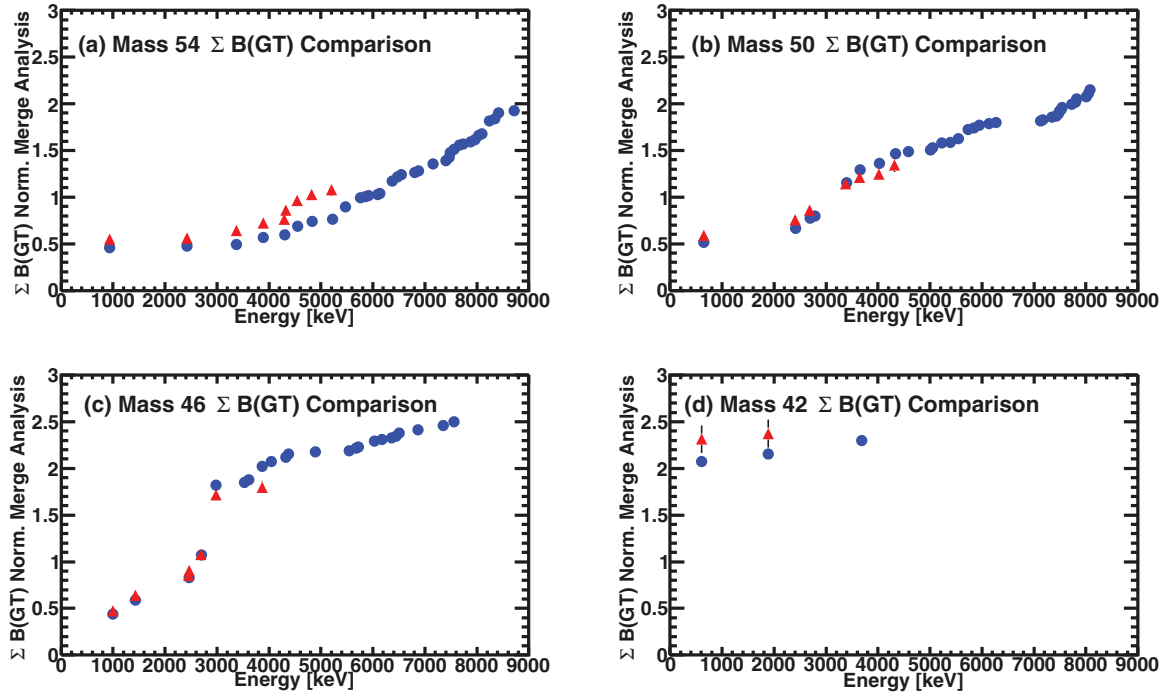 (a) Mass 54 Σ B(GT) Comparison
Σ B(GT) Norm. Merge Analysis
3
2.5
2
1.5
1
0.5
0
0 1000 2000 3000 4000 5000 6000 7000 8000 9000
Energy [keV]
(b) Mass 50 Σ B(GT) Comparison
Σ B(GT) Norm. Merge Analysis
3
2.5
2
1.5
1
0.5
0
0 1000 2000 3000 4000 5000 6000 7000 8000 9000
Energy [keV]
(c) Mass 46 Σ B(GT) Comparison
Σ B(GT) Norm. Merge Analysis
3
2.5
2
1.5
1
0.5
0
0 1000 2000 3000 4000 5000 6000 7000 8000 9000
Energy [keV]
(d) Mass 42 Σ B(GT) Comparison
Σ B(GT) Norm. Merge Analysis
3
2.5
2
1.5
1
0.5
0
0 1000 2000 3000 4000 5000 6000 7000 8000 9000
Energy [keV]